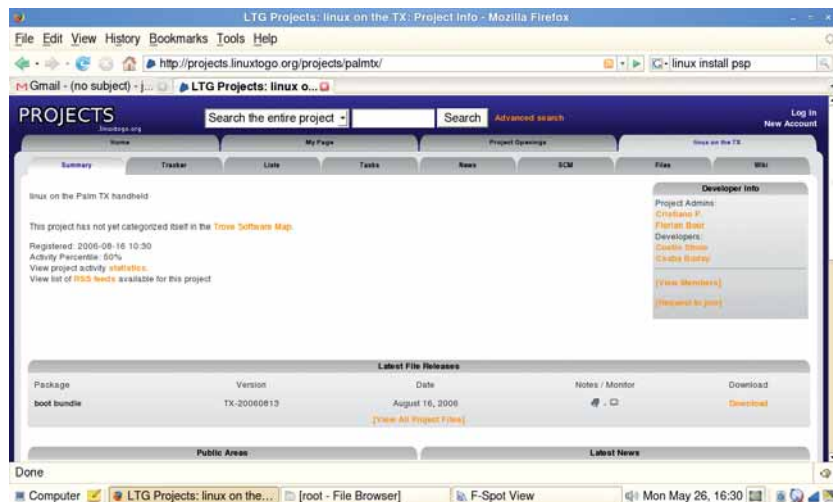 LTG Projects: linux on the TX: Project Info - Mozilla Firefox
File Edit View History Bookmarks Tools Help
http://projects.linuxtogo.org/projects/palmtx/
linux install psp
Gmail - (no subject) - j...
LTG Projects: linux o...
PROJECTS
.linuxtogo.org
Search the entire project
Search
Advanced search
Log In
New Account
Home My Page Project Openings linux on the TX
Summary Tracker Lists Tasks News SCM Files Wiki
linux on the Palm TX handheld
This project has not yet categorized itself in the Trove Software Map.
Registered: 2006-08-16 10:30
Activity Percentile: 50%
View project activity statistics.
View list of RSS feeds available for this project
Developer Info
Project Admins:
Cristiano P.
Florian Boor
Developers:
[View Members]
[Request to join]
Latest File Releases
Package Version Date Notes / Monitor Download
boot bundle TX-20060813 August 16, 2006 Download
[View All Project Files]
Public Areas Latest News
Done
Computer LTG Projects: linux on the... [root - File Browser] F-Spot View Mon May 26, 16:30